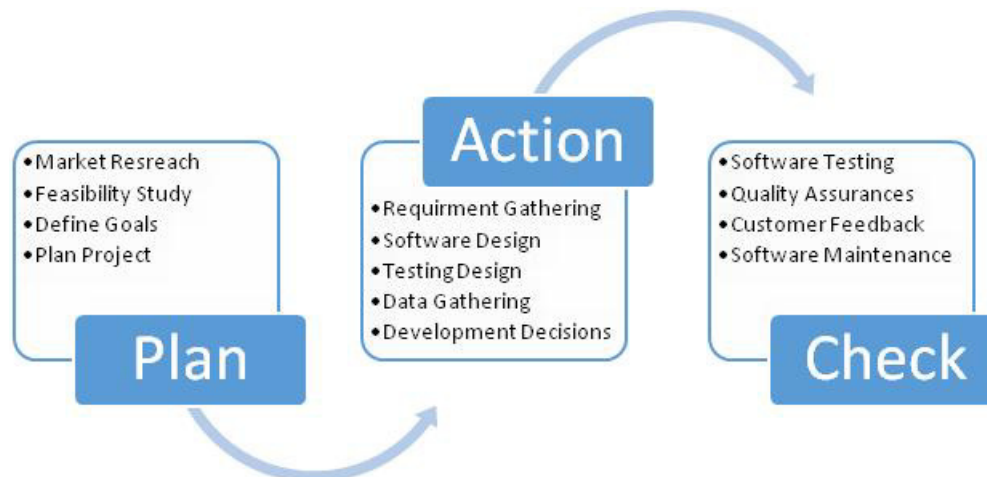 • Market Resreach
• Feasibility Study
• Define Goals
• Plan Project
Plan
Action
• Requirment Gathering
• Software Design
• Testing Design
• Data Gathering
• Development Decisions
• Software Testing
• Quality Assurances
• Customer Feedback
• Software Maintenance
Check